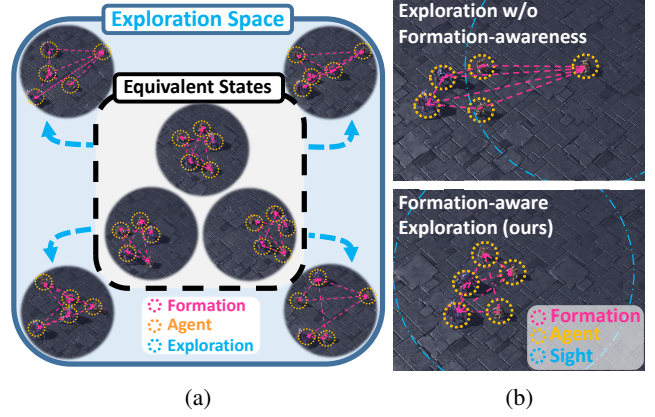 Exploration Space
Equivalent States
Formation
Agent
Exploration
(a)
Exploration w/o
Formation-awareness
Formation-aware
Exploration (ours)
Formation
Agent
Sight
(b)